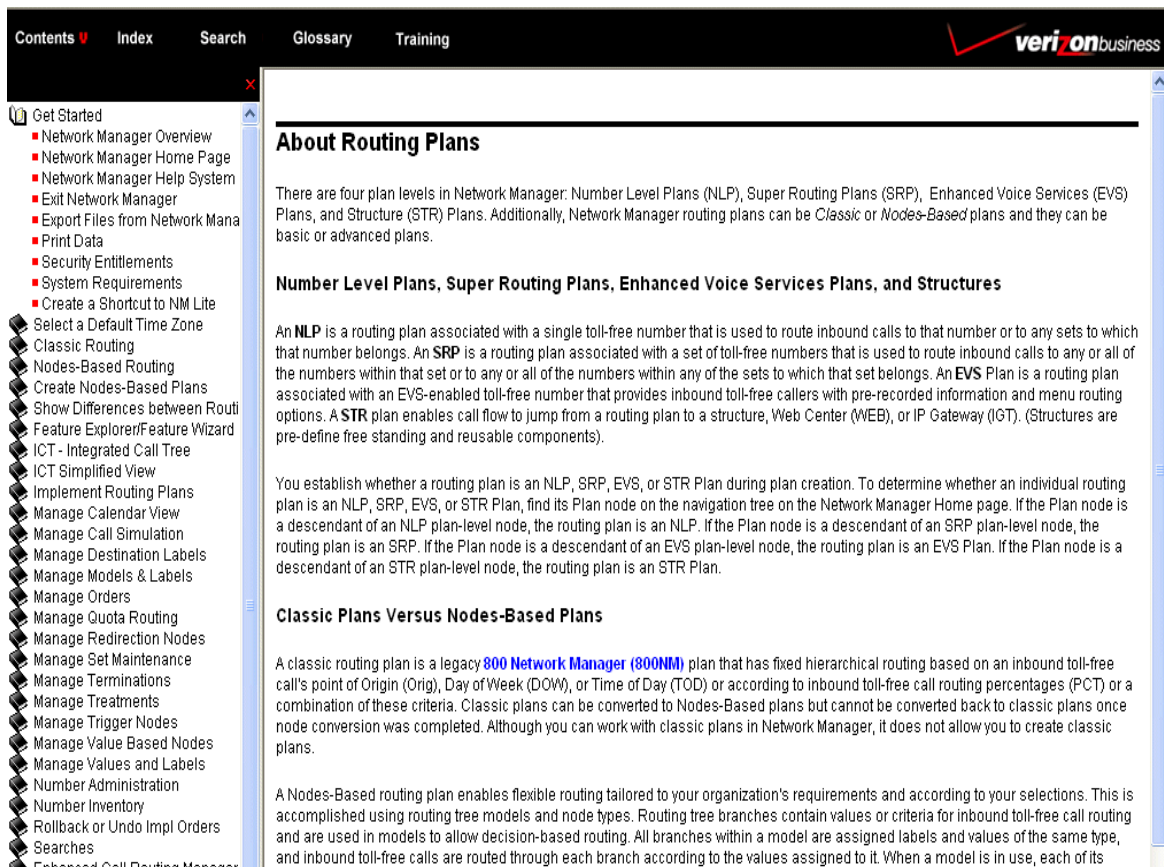 Contents Index Search Glossary Training
verizonbusiness
X
Get Started
Network Manager Overview
Network Manager Home Page
Network Manager Help System
Exit Network Manager
Export Files from Network Mana
Print Data
Security Entitlements
System Requirements
Create a Shortcut to NM Lite
Select a Default Time Zone
Classic Routing
Nodes-Based Routing
Create Nodes-Based Plans
Show Differences between Routi
Feature Explorer/Feature Wizard
ICT - Integrated Call Tree
ICT Simplified View
Implement Routing Plans
Manage Calendar View
Manage Call Simulation
Manage Destination Labels
Manage Models & Labels
Manage Orders
Manage Quota Routing
Manage Redirection Nodes
Manage Set Maintenance
Manage Terminations
Manage Treatments
Manage Trigger Nodes
Manage Value Based Nodes
Manage Values and Labels
Number Administration
Number Inventory
Rollback or Undo Impl Orders
Searches
Enhanced Call Routing Manager
About Routing Plans
There are four plan levels in Network Manager: Number Level Plans (NLP), Super Routing Plans (SRP), Enhanced Voice Services (EVS)
Plans, and Structure (STR) Plans. Additionally, Network Manager routing plans can be Classic or Nodes-Based plans and they can be
basic or advanced plans.
Number Level Plans, Super Routing Plans, Enhanced Voice Services Plans, and Structures
An NLP is a routing plan associated with a single toll-free number that is used to route inbound calls to that number or to any sets to which
that number belongs. An SRP is a routing plan associated with a set of toll-free numbers that is used to route inbound calls to any or all of
the numbers within that set or to any or all of the numbers within any of the sets to which that set belongs. An EVS Plan is a routing plan
associated with an EVS-enabled toll-free number that provides inbound toll-free callers with pre-recorded information and menu routing
options. A STR plan enables call flow to jump from a routing plan to a structure, Web Center (WEB), or IP Gateway (IGT). (Structures are
pre-define free standing and reusable components).
You establish whether a routing plan is an NLP, SRP, EVS, or STR Plan during plan creation. To determine whether an individual routing
plan is an NLP, SRP, EVS, or STR Plan, find its Plan node on the navigation tree on the Network Manager Home page. If the Plan node is
a descendant of an NLP plan-level node, the routing plan is an NLP. If the Plan node is a descendant of an SRP plan-level node, the
routing plan is an SRP. If the Plan node is a descendant of an EVS plan-level node, the routing plan is an EVS Plan. If the Plan node is a
descendant of an STR plan-level node, the routing plan is an STR Plan.
Classic Plans Versus Nodes-Based Plans
A classic routing plan is a legacy 800 Network Manager (800NM) plan that has fixed hierarchical routing based on an inbound toll-free
call's point of Origin (Orig), Day of Week (DOW), or Time of Day (TOD) or according to inbound toll-free call routing percentages (PCT) or a
combination of these criteria. Classic plans can be converted to Nodes-Based plans but cannot be converted back to classic plans once
node conversion was completed. Although you can work with classic plans in Network Manager, it does not allow you to create classic
plans.
A Nodes-Based routing plan enables flexible routing tailored to your organization's requirements and according to your selections. This is
accomplished using routing tree models and node types. Routing tree branches contain values or criteria for inbound toll-free call routing
and are used in models to allow decision-based routing. All branches within a model are assigned labels and values of the same type,
and inbound toll-free calls are routed through each branch according to the values assigned to it. When a model is in use, each of its